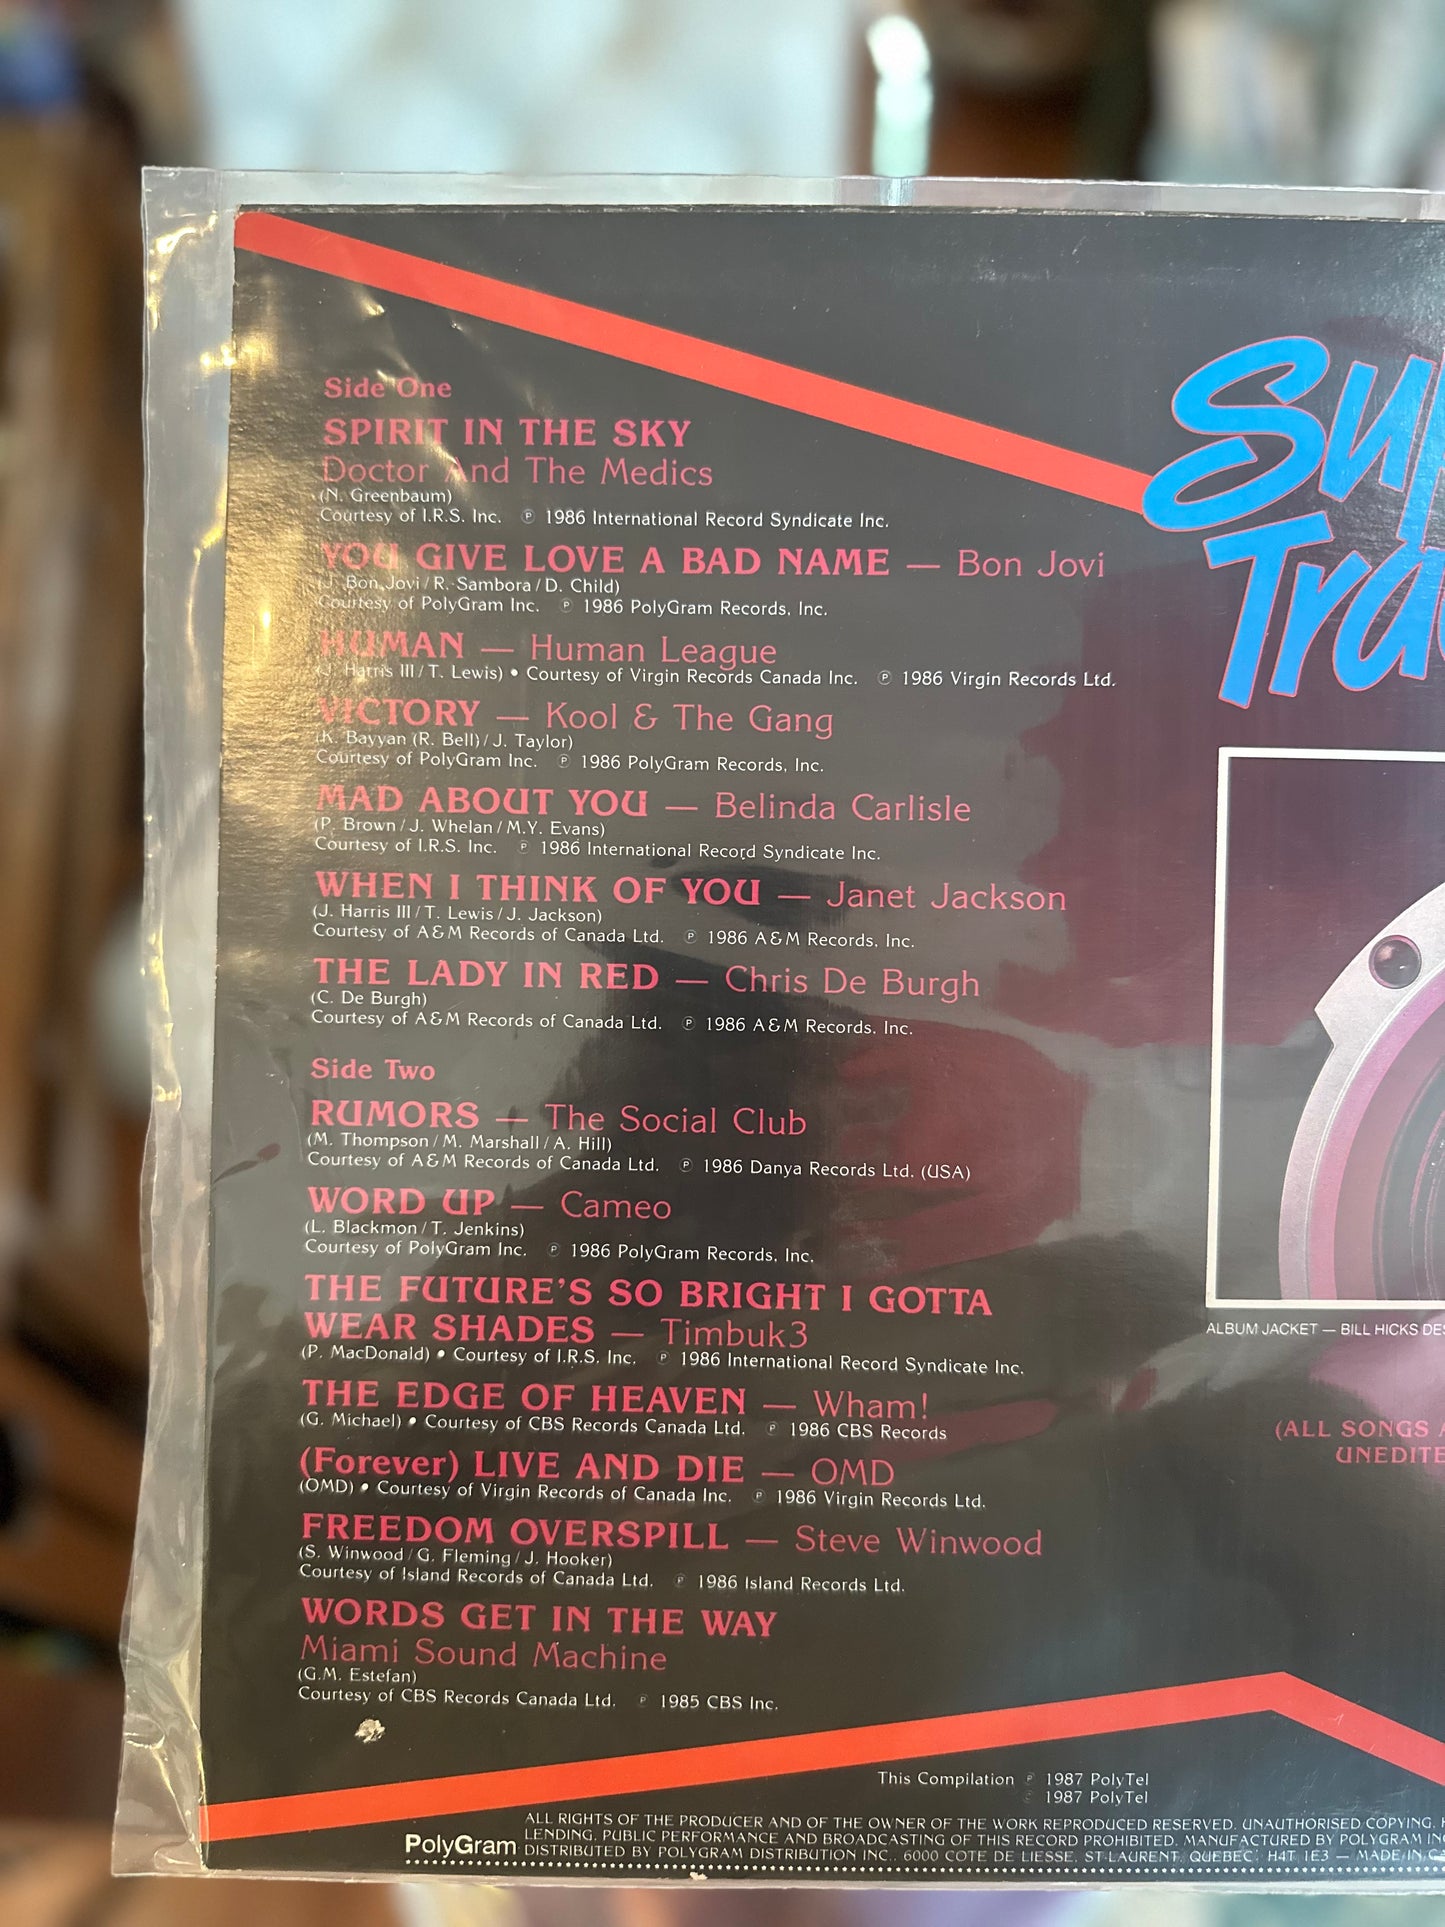 Side One
SPIRIT IN THE SKY
Doctor And The Medics
(N. Greenbaum)
Courtesy of I.R.S. Inc. ℗ 1986 International Record Syndicate Inc.
YOU GIVE LOVE A BAD NAME — Bon Jovi
(J. Bon Jovi / R. Sambora / D. Child)
Courtesy of PolyGram Inc. ℗ 1986 PolyGram Records, Inc.
HUMAN — Human League
(J. Harris III / T. Lewis) • Courtesy of Virgin Records Canada Inc. ℗ 1986 Virgin Records Ltd.
VICTORY — Kool & The Gang
(K. Bayyan (R. Bell) / J. Taylor)
Courtesy of PolyGram Inc. ℗ 1986 PolyGram Records, Inc.
MAD ABOUT YOU — Belinda Carlisle
(P. Brown / J. Whelan / M.Y. Evans)
Courtesy of I.R.S. Inc. ℗ 1986 International Record Syndicate Inc.
WHEN I THINK OF YOU — Janet Jackson
(J. Harris III / T. Lewis / J. Jackson)
Courtesy of A&M Records of Canada Ltd. ℗ 1986 A&M Records, Inc.
THE LADY IN RED — Chris De Burgh
(C. De Burgh)
Courtesy of A&M Records of Canada Ltd. ℗ 1986 A&M Records, Inc.
Side Two
RUMORS — The Social Club
(M. Thompson / M. Marshall / A. Hill)
Courtesy of A&M Records of Canada Ltd. ℗ 1986 Danya Records Ltd. (USA)
WORD UP — Cameo
(L. Blackmon / T. Jenkins)
Courtesy of PolyGram Inc. ℗ 1986 PolyGram Records, Inc.
THE FUTURE'S SO BRIGHT I GOTTA
WEAR SHADES — Timbuk3
(P. MacDonald) • Courtesy of I.R.S. Inc. ℗ 1986 International Record Syndicate Inc.
THE EDGE OF HEAVEN — Wham!
(G. Michael) • Courtesy of CBS Records Canada Ltd. ℗ 1986 CBS Records
(Forever) LIVE AND DIE — OMD
(OMD) • Courtesy of Virgin Records of Canada Inc. ℗ 1986 Virgin Records Ltd.
FREEDOM OVERSPILL — Steve Winwood
(S. Winwood / G. Fleming / J. Hooker)
Courtesy of Island Records of Canada Ltd. ℗ 1986 Island Records Ltd.
WORDS GET IN THE WAY
Miami Sound Machine
(G.M. Estefan)
Courtesy of CBS Records Canada Ltd. ℗ 1985 CBS Inc.
Sup
Tra
ALBUM JACKET — BILL HICKS DES
(ALL SONGS
UNEDITE
This Compilation ℗ 1987 PolyTel
1987 PolyTel
PolyGram
ALL RIGHTS OF THE PRODUCER AND OF THE OWNER OF THE WORK REPRODUCED RESERVED. UNAUTHORISED COPYING,
LENDING, PUBLIC PERFORMANCE AND BROADCASTING OF THIS RECORD PROHIBITED. MANUFACTURED BY POLYGRAM INC
DISTRIBUTED BY POLYGRAM DISTRIBUTION INC., 6000 COTE DE LIESSE, ST-LAURENT, QUEBEC, H4T 1E3 — MADE IN CA